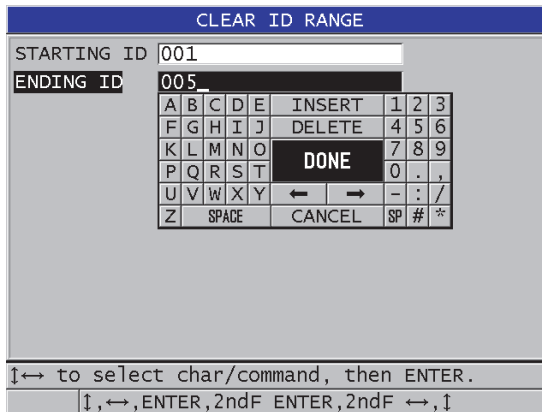 CLEAR ID RANGE
STARTING ID 001
ENDING ID 005_
A B C D E INSERT 1 2 3
F G H I J DELETE 4 5 6
K L M N O DONE 7 8 9
P Q R S T 0 . ,
U V W X Y ← → - : /
Z SPACE CANCEL SP # *
↕↔ to select char/command, then ENTER.
↕,↔,ENTER,2ndF ENTER,2ndF ↔,↕